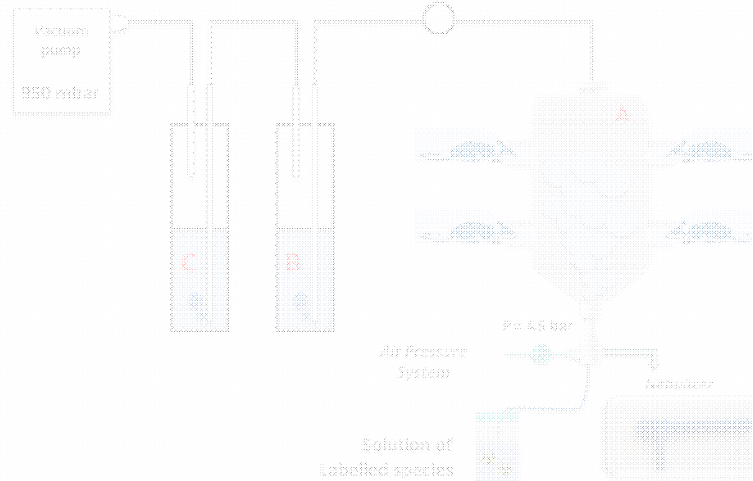 Vacuum
pump
950 mbar
A
C
B
P= 4.5 bar
Air Pressure
System
Nebulizer
Solution of
Labelled species